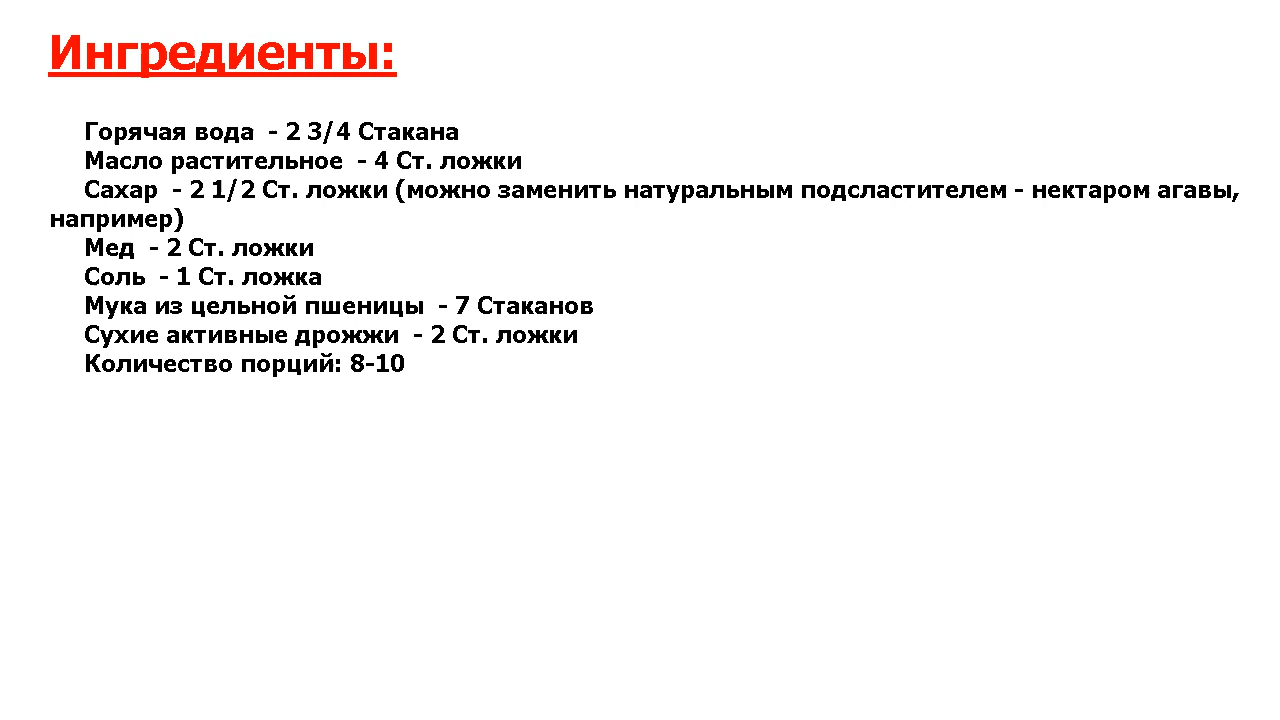 Ингредиенты:
Горячая вода  - 2 3/4 Стакана
Масло растительное  - 4 Ст. ложки
Сахар  - 2 1/2 Ст. ложки (можно заменить натуральным подсластителем - нектаром агавы,
например)
Мед  - 2 Ст. ложки
Соль  - 1 Ст. ложка
Мука из цельной пшеницы  - 7 Стаканов
Сухие активные дрожжи  - 2 Ст. ложки
Количество порций: 8-10